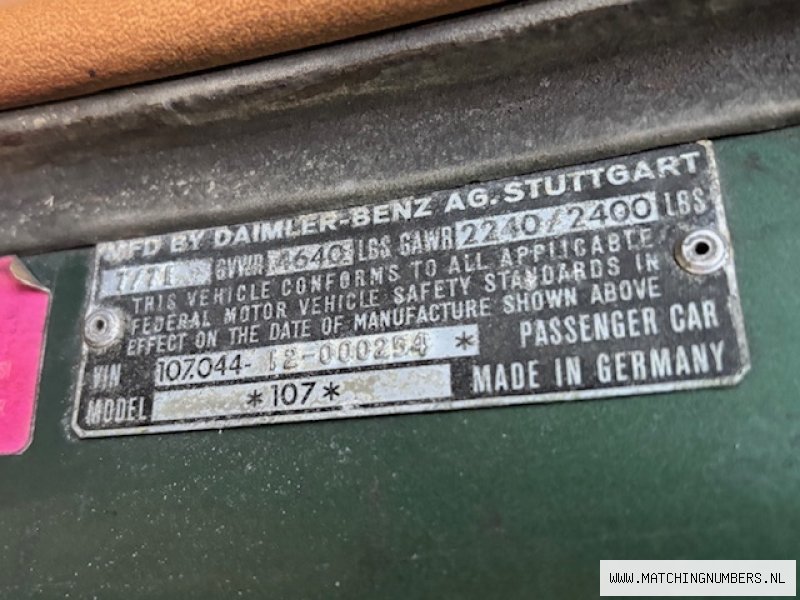 MFD BY DAIMLER-BENZ AG. STUTTGART
7/71 GVWR 4640 LBS GAWR 2240/2400 LBS
THIS VEHICLE CONFORMS TO ALL APPLICABLE
FEDERAL MOTOR VEHICLE SAFETY STANDARDS IN
EFFECT ON THE DATE OF MANUFACTURE SHOWN ABOVE
VIN 107.044-12-000254 * PASSENGER CAR
MODEL *107* MADE IN GERMANY
WWW.MATCHINGNUMBERS.NL